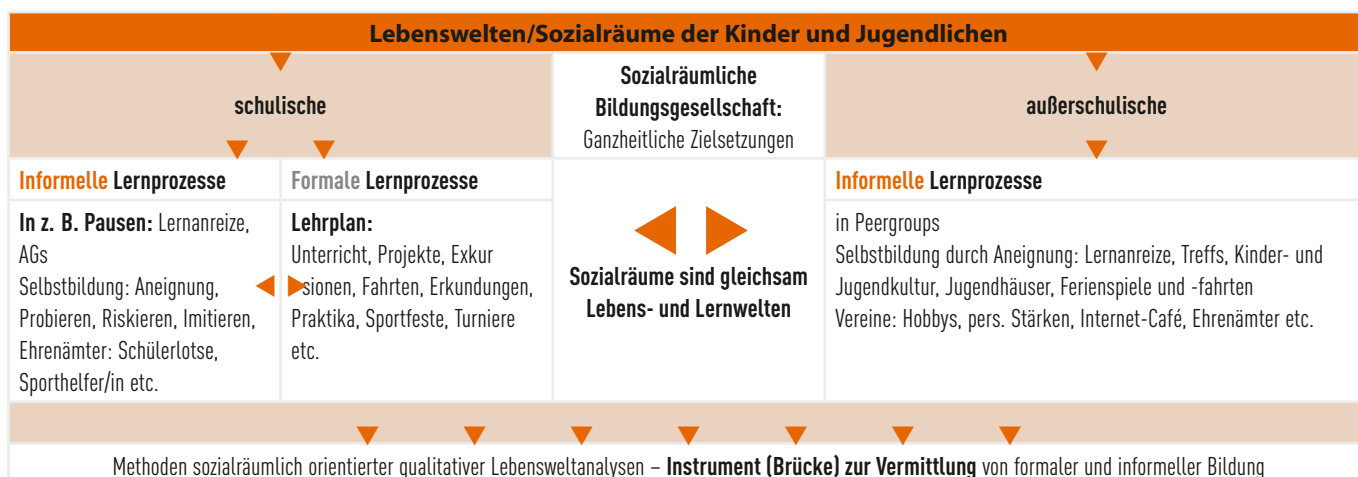 Lebenswelten/Sozialräume der Kinder und Jugendlichen
schulische
Sozialräumliche
Bildungsgesellschaft:
Ganzheitliche Zielsetzungen
außerschulische
Informelle Lernprozesse
In z. B. Pausen: Lernanreize,
AGs
Selbstbildung: Aneignung,
Probieren, Riskieren, Imitieren,
Ehrenämter: Schülerlotse,
Sporthelfer/in etc.
Formale Lernprozesse
Lehrplan:
Unterricht, Projekte, Exkur
sionen, Fahrten, Erkundungen,
Praktika, Sportfeste, Turniere
etc.
Sozialräume sind gleichsam
Lebens- und Lernwelten
Informelle Lernprozesse
in Peergroups
Selbstbildung durch Aneignung: Lernanreize, Treffs, Kinder- und
Jugendkultur, Jugendhäuser, Ferienspiele und -fahrten
Vereine: Hobbys, pers. Stärken, Internet-Café, Ehrenämter etc.
Methoden sozialräumlich orientierter qualitativer Lebensweltanalysen – Instrument (Brücke) zur Vermittlung von formaler und informeller Bildung